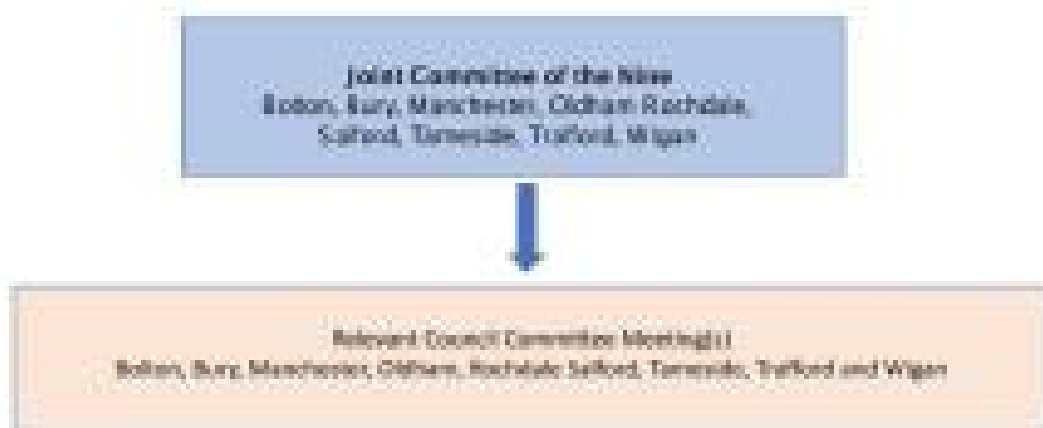 Joint Committee of the Nine
Bolton, Bury, Manchester, Oldham Rochdale,
Salford, Tameside, Trafford, Wigan
Relevant Council Committee Meeting(s)
Bolton, Bury, Manchester, Oldham, Rochdale Salford, Tameside, Trafford and Wigan